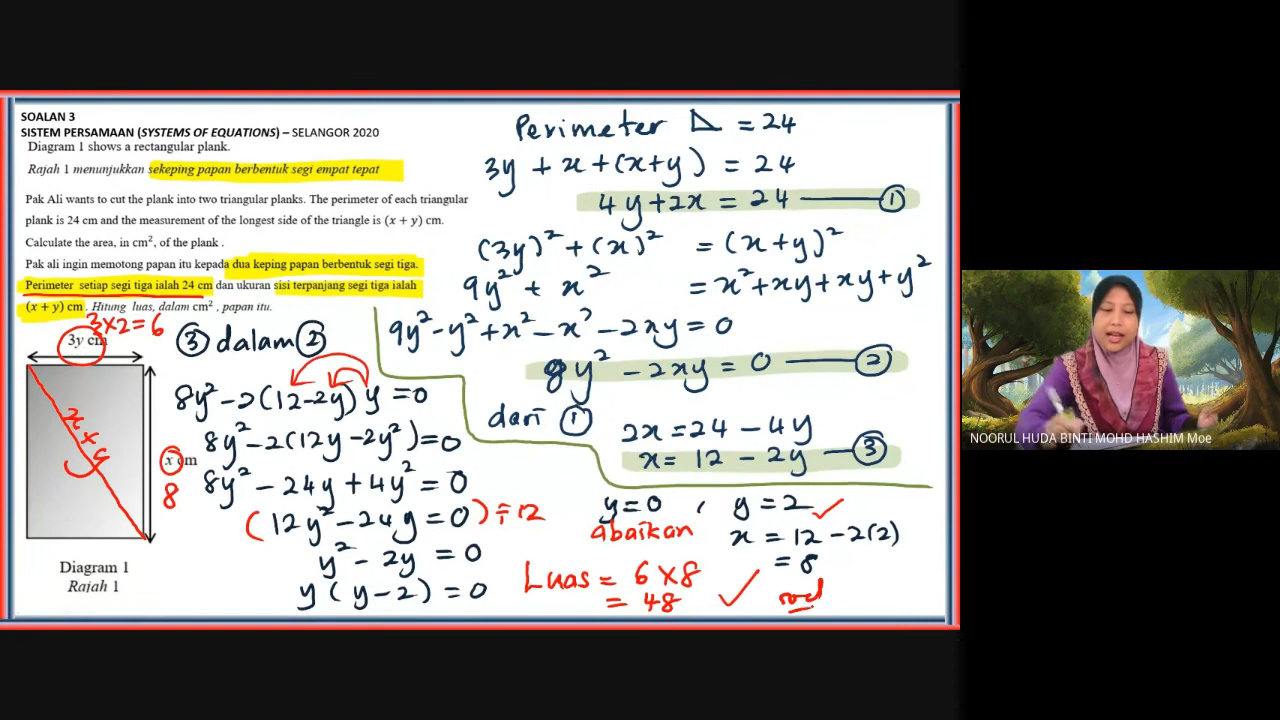 SOALAN 3
SISTEM PERSAMAAN (SYSTEMS OF EQUATIONS) – SELANGOR 2020
Diagram 1 shows a rectangular plank.
Rajah 1 menunjukkan sekeping papan berbentuk segi empat tepat
Pak Ali wants to cut the plank into two triangular planks. The perimeter of each triangular
plank is 24 cm and the measurement of the longest side of the triangle is (x + y) cm.
Calculate the area, in cm², of the plank .
Pak ali ingin memotong papan itu kepada dua keping papan berbentuk segi tiga.
Perimeter setiap segi tiga ialah 24 cm dan ukuran sisi terpanjang segi tiga ialah
(x + y) cm . Hitung luas, dalam cm² , papan itu.
3x2=6
3y cm
x cm
8
Diagram 1
Rajah 1
Perimeter ◺ = 24
3y + x + (x+y) = 24
4y+2x = 24 — ①
(3y)² + (x)² = (x+y)²
9y² + x² = x²+xy+xy+y²
9y²-y²+x²-x²-2xy=0
8y² - 2xy = 0 — ②
dari ①
2x=24-4y
x= 12 - 2y — ③
③ dalam ②
8y²-2(12-2y)y=0
8y²-2(12y-2y²)=0
8y²-24y+4y²=0
(12y²-24y=0)÷12
y²-2y=0
y(y-2)=0
y=0 , y=2 ✓
abaikan
x = 12-2(2)
= 8
Luas = 6x8
= 48 ✓
NOORUL HUDA BINTI MOHD HASHIM Moe